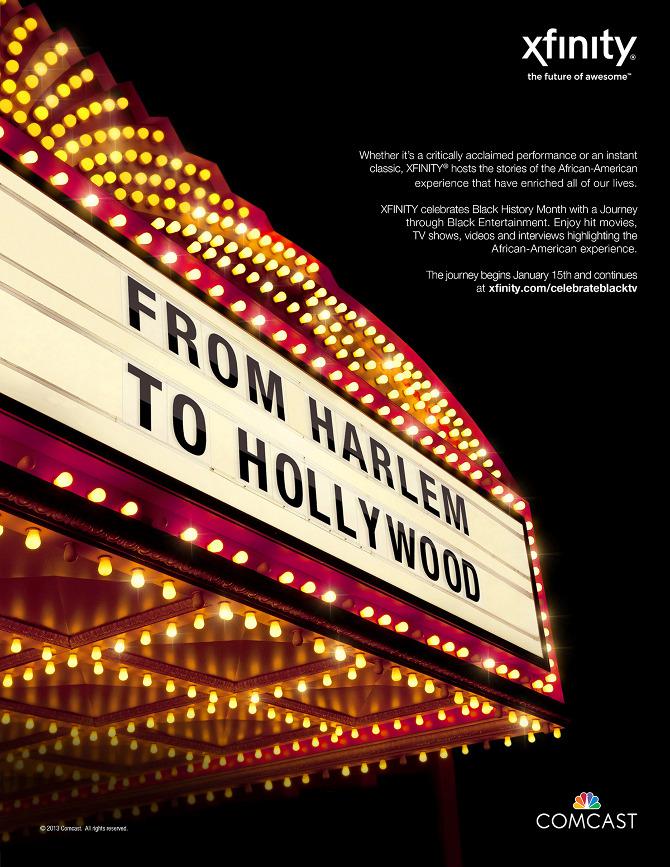 xfinity®
the future of awesome™
Whether it's a critically acclaimed performance or an instant
classic, XFINITY® hosts the stories of the African-American
experience that have enriched all of our lives.
XFINITY celebrates Black History Month with a Journey
through Black Entertainment. Enjoy hit movies,
TV shows, videos and interviews highlighting the
African-American experience.
The journey begins January 15th and continues
at xfinity.com/celebrateblacktv
FROM HARLEM
TO HOLLYWOOD
© 2013 Comcast. All rights reserved.
COMCAST